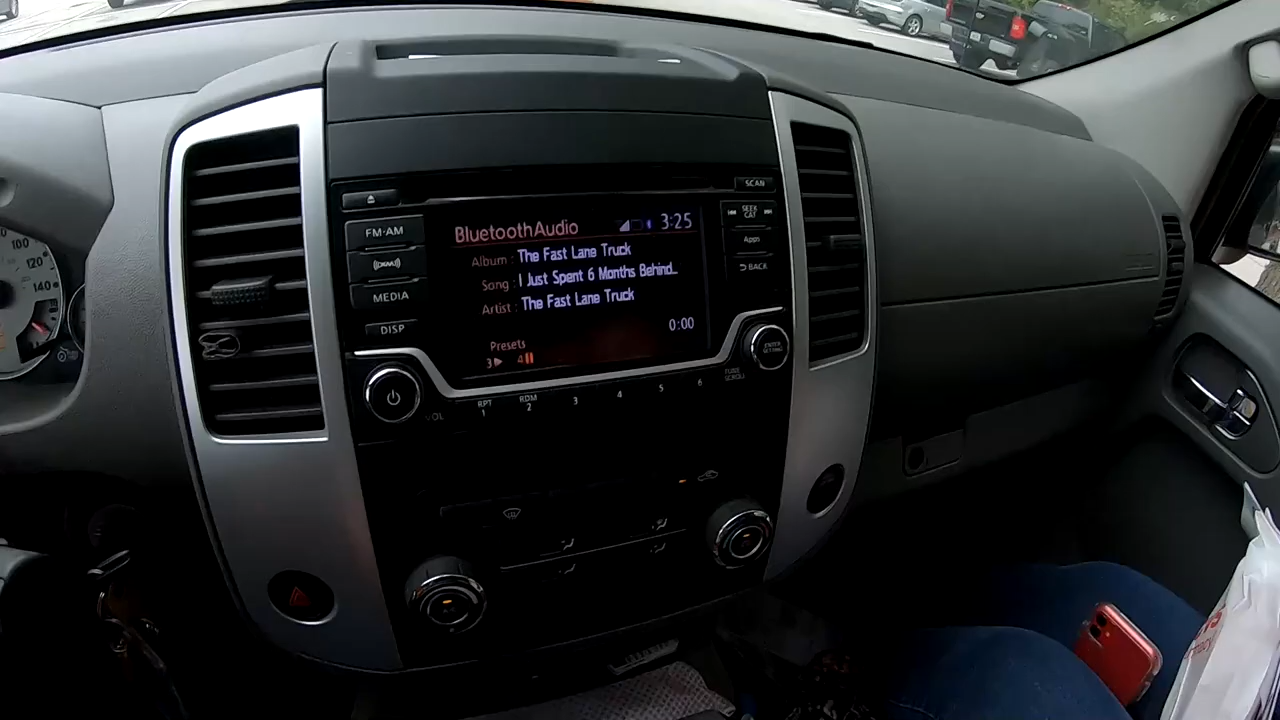 SCAN
FM·AM
SEEK
CAT
BluetoothAudio 3:25
Album : The Fast Lane Truck
Apps
Song : I Just Spent 6 Months Behind...
BACK
MEDIA
Artist : The Fast Lane Truck
DISP
0:00
Presets
3 4
ENTER
SETTING
TUNE
SCROLL
VOL
RPT
1
RDM
2
3
4
5
6
100
120
140